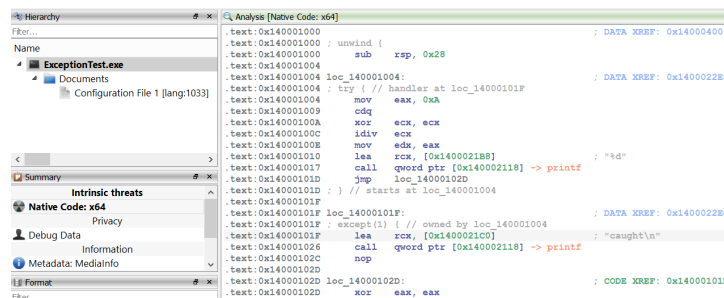 Hierarchy
Analysis [Native Code: x64]
Filter...
Name
ExceptionTest.exe
Documents
Configuration File 1 [lang:1033]
Summary
Intrinsic threats
Native Code: x64
Privacy
Debug Data
Information
Metadata: MediaInfo
Format
Filter
.text:0x140001000 ; DATA XREF: 0x14000400
.text:0x140001000 ; unwind {
.text:0x140001000 sub rsp, 0x28
.text:0x140001004
.text:0x140001004 loc_140001004: ; DATA XREF: 0x1400022E
.text:0x140001004 ; try { // handler at loc_14000101F
.text:0x140001004 mov eax, 0xA
.text:0x140001009 cdq
.text:0x14000100A xor ecx, ecx
.text:0x14000100C idiv ecx
.text:0x14000100E mov edx, eax
.text:0x140001010 lea rcx, [0x1400021B8] ; "%d"
.text:0x140001017 call qword ptr [0x140002118] -> printf
.text:0x14000101D jmp loc_14000102D
.text:0x14000101D ; } // starts at loc_140001004
.text:0x14000101F
.text:0x14000101F loc_14000101F: ; DATA XREF: 0x1400022E
.text:0x14000101F ; except(1) { // owned by loc_140001004
.text:0x14000101F lea rcx, [0x1400021C0] ; "caught\n"
.text:0x140001026 call qword ptr [0x140002118] -> printf
.text:0x14000102C nop
.text:0x14000102D
.text:0x14000102D loc_14000102D: ; CODE XREF: 0x14000101
.text:0x14000102D xor eax, eax